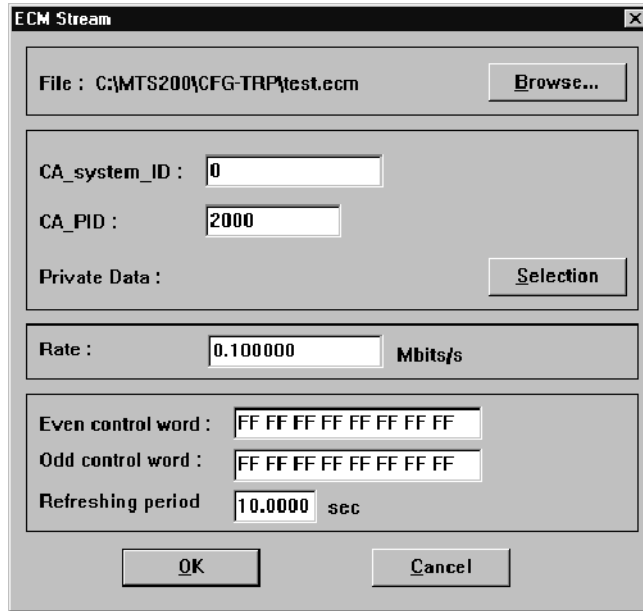 ECM Stream
File : C:\MTS200\CFG-TRP\test.ecm Browse...
CA_system_ID : 0
CA_PID : 2000
Private Data : Selection
Rate : 0.100000 Mbits/s
Even control word : FF FF FF FF FF FF FF FF
Odd control word : FF FF FF FF FF FF FF FF
Refreshing period 10.0000 sec
OK Cancel